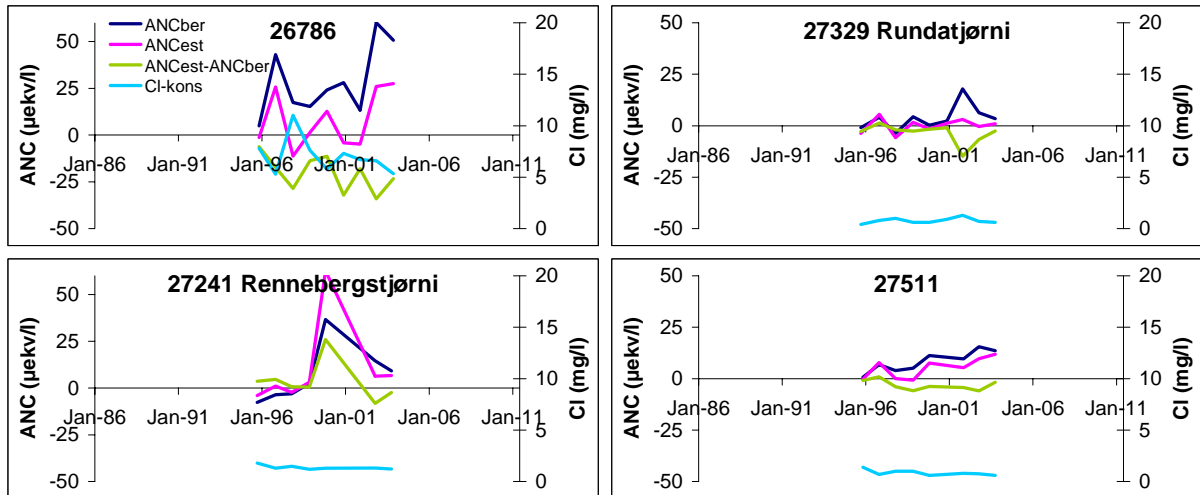 26786
ANCber
ANCest
ANCest-ANCber
Cl-kons
ANC (µekv/l)
50
25
0
-25
-50
Jan-86 Jan-91 Jan-96 Jan-01 Jan-06 Jan-11
20
15
10
5
0
Cl (mg/l)
27329 Rundatjørni
ANC (µekv/l)
50
25
0
-25
-50
Jan-86 Jan-91 Jan-96 Jan-01 Jan-06 Jan-11
20
15
10
5
0
Cl (mg/l)
27241 Rennebergstjørni
ANC (µekv/l)
50
25
0
-25
-50
Jan-86 Jan-91 Jan-96 Jan-01 Jan-06 Jan-11
20
15
10
5
0
Cl (mg/l)
27511
ANC (µekv/l)
50
25
0
-25
-50
Jan-86 Jan-91 Jan-96 Jan-01 Jan-06 Jan-11
20
15
10
5
0
Cl (mg/l)